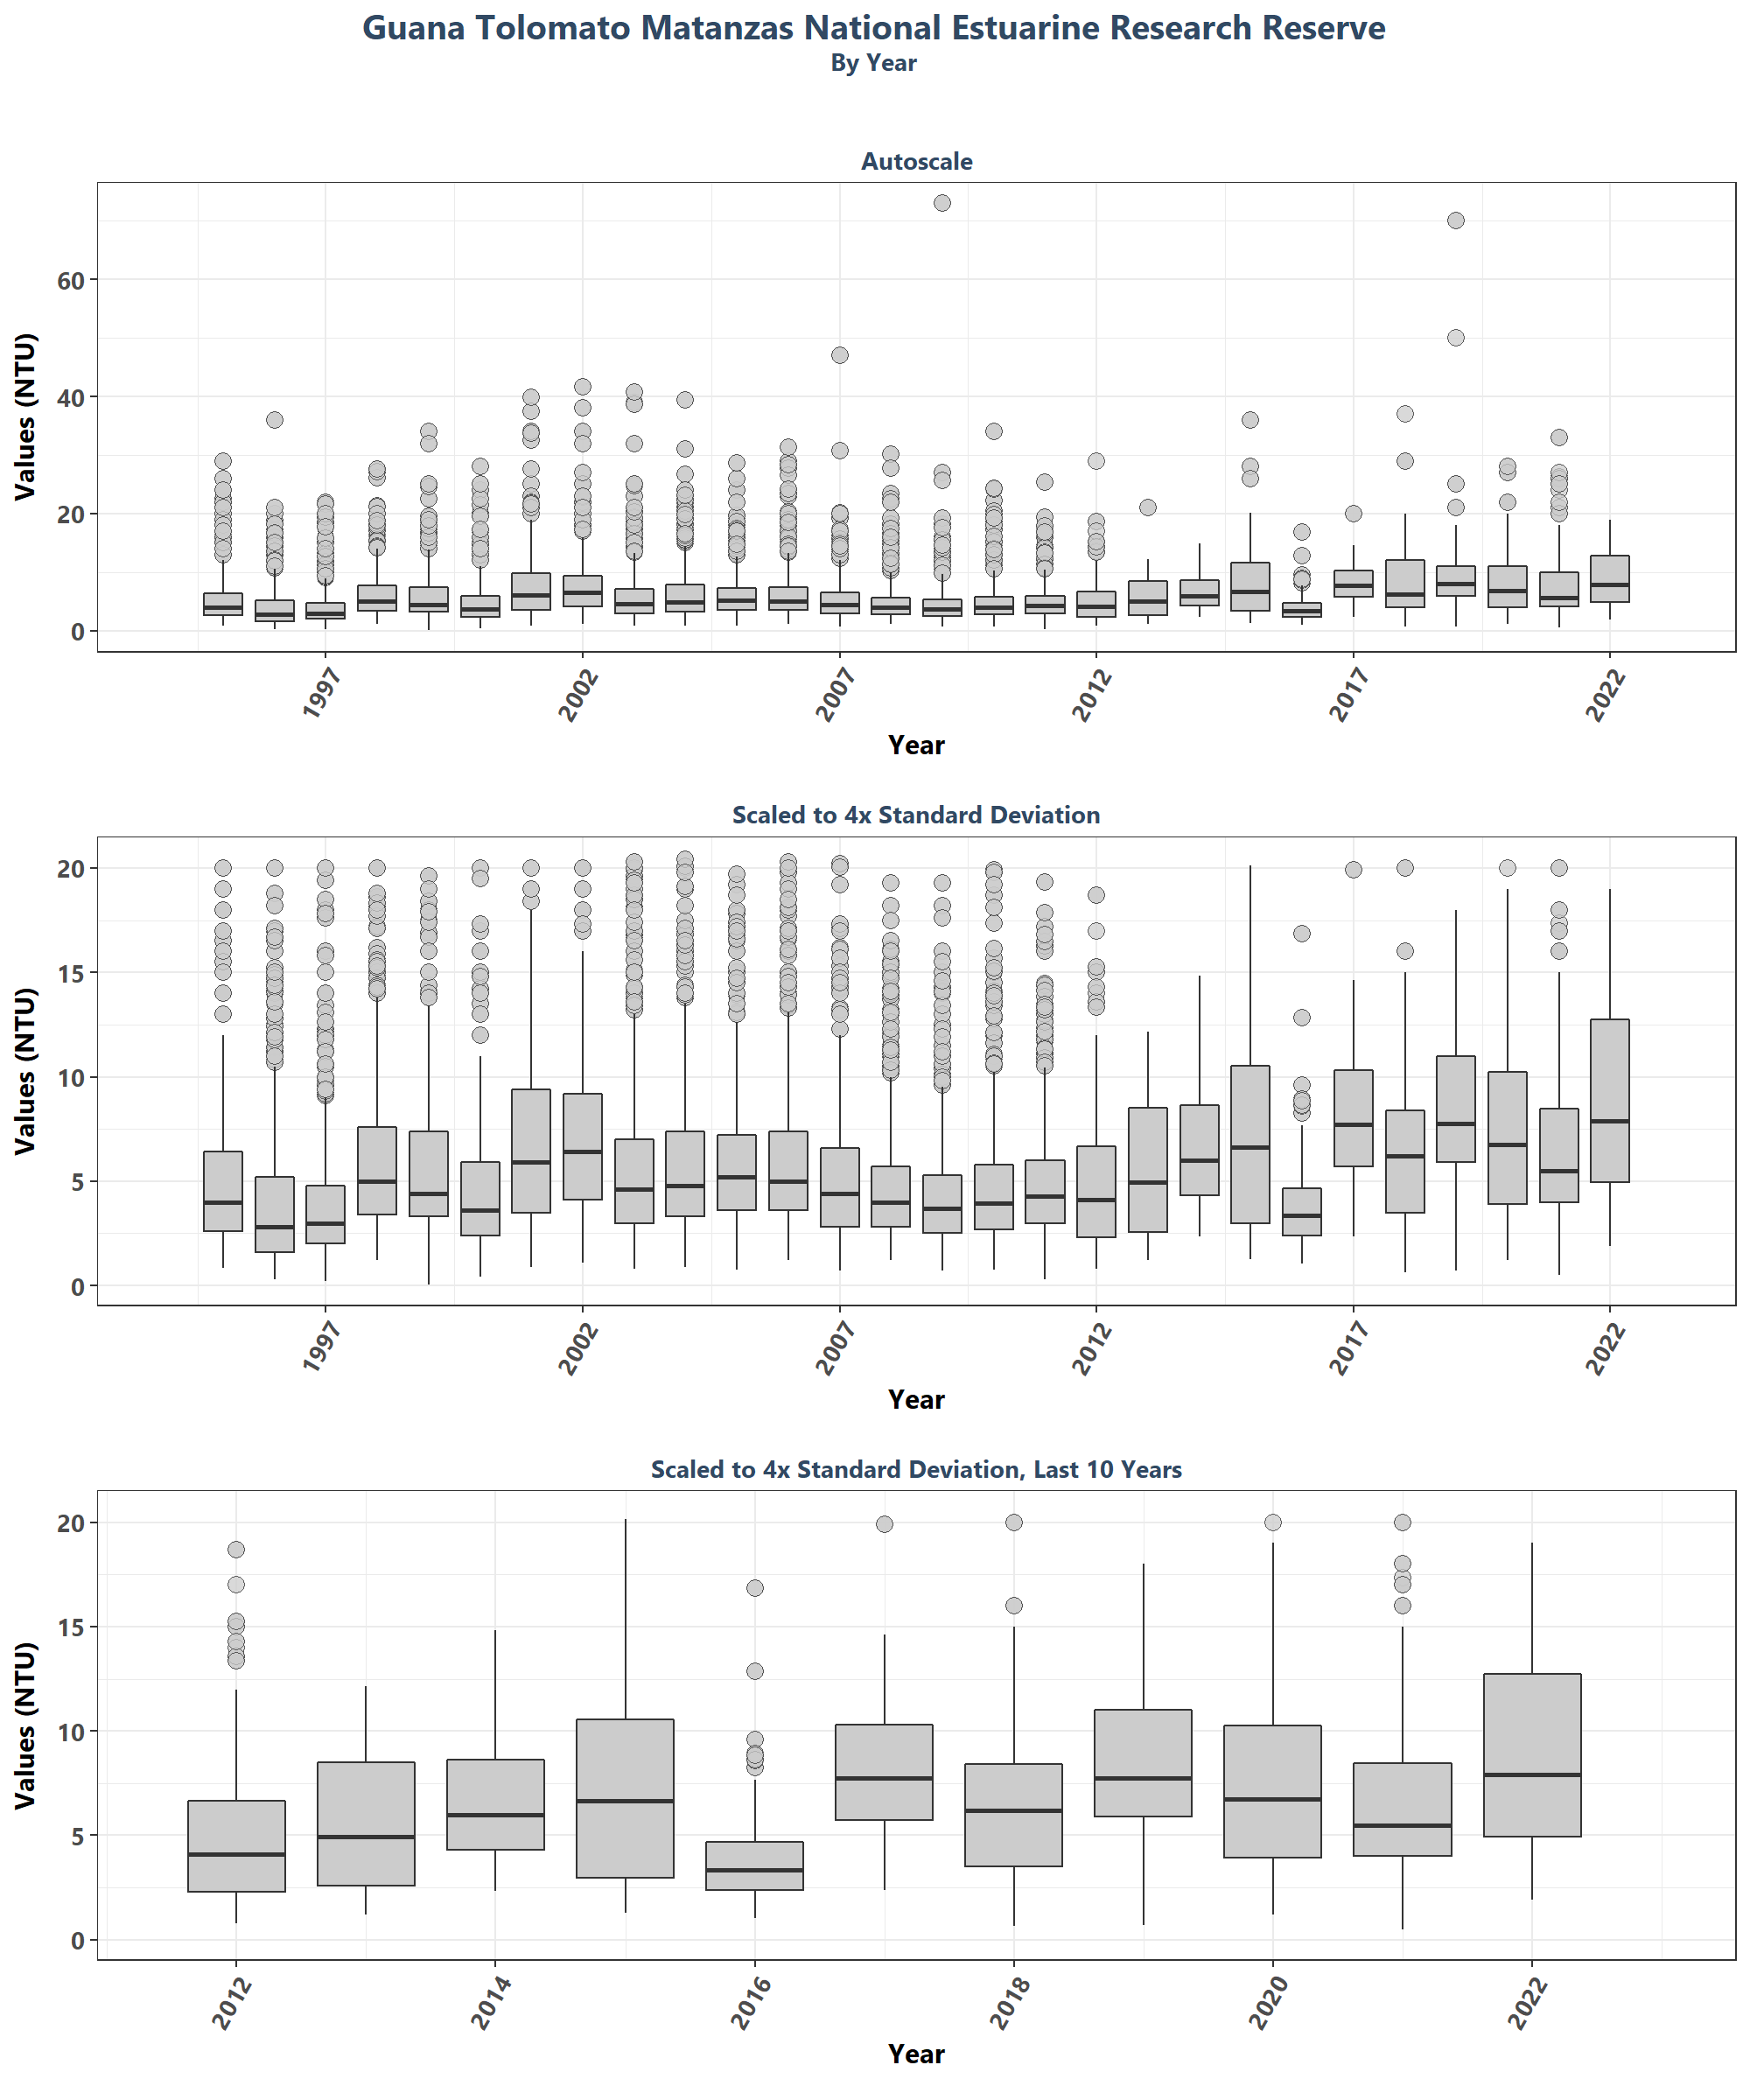 Guana Tolomato Matanzas National Estuarine Research Reserve
By Year
Autoscale
Values (NTU)
60
40
20
0
1997 2002 2007 2012 2017 2022
Year
Scaled to 4x Standard Deviation
Values (NTU)
20
15
10
5
0
1997 2002 2007 2012 2017 2022
Year
Scaled to 4x Standard Deviation, Last 10 Years
Values (NTU)
20
15
10
5
0
2012 2014 2016 2018 2020 2022
Year